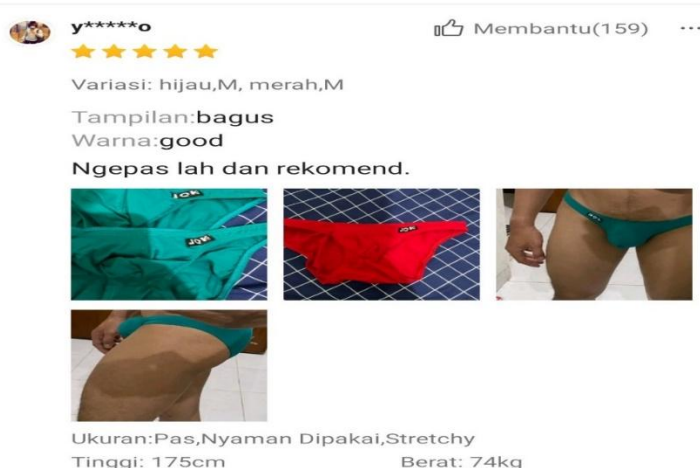 y*****o
Membantu(159)
Variasi: hijau,M, merah,M
Tampilan:bagus
Warna:good
Ngepas lah dan rekomend.
JOR
Ukuran:Pas,Nyaman Dipakai,Stretchy
Tinggi: 175cm
Berat: 74kg